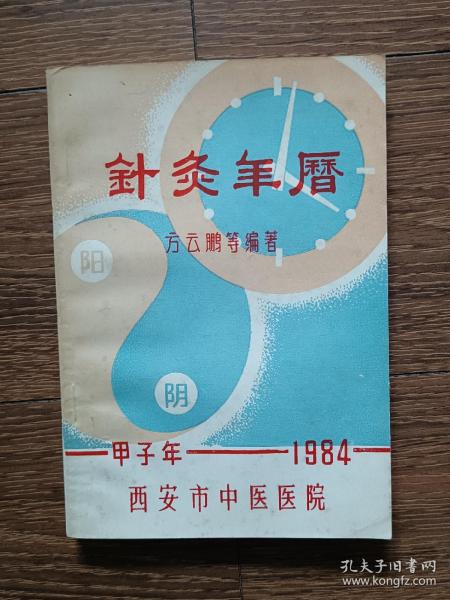 針灸年曆
方云鹏等编著
阳
阴
甲子年 1984
西安市中医医院
孔夫子旧书网
www.kongfz.com